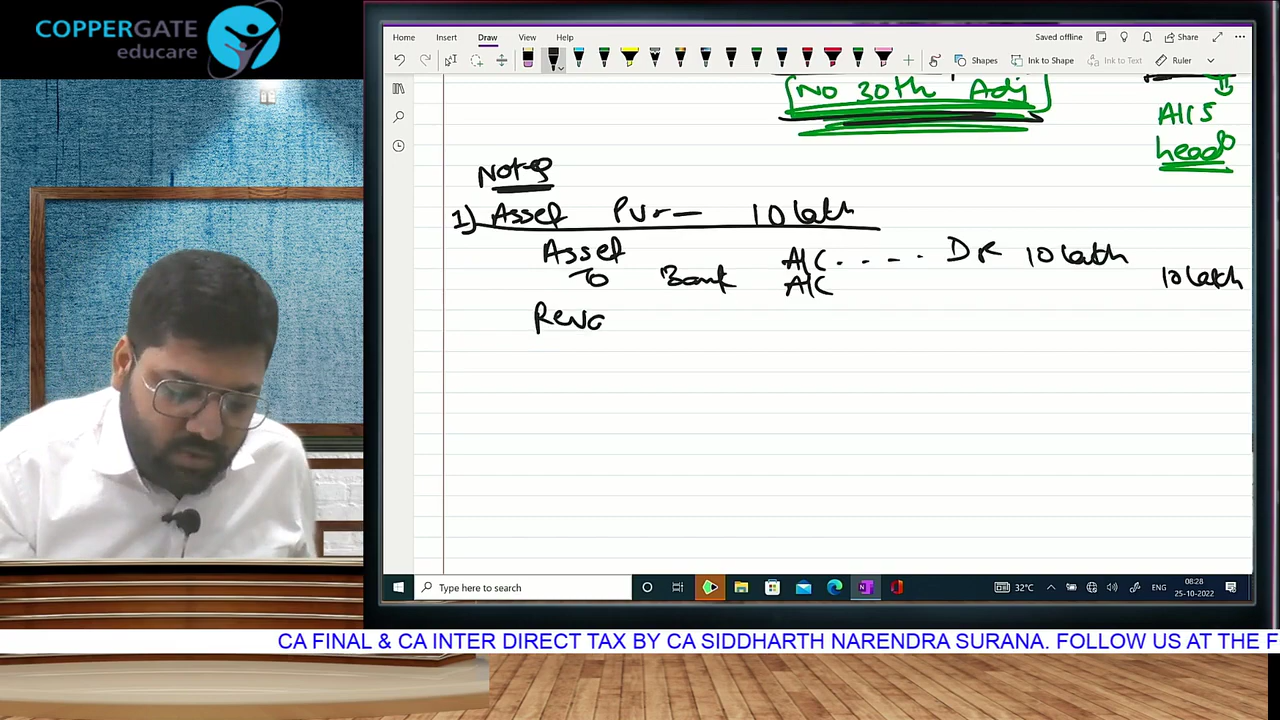 COPPERGATE
educare
Home Insert Draw View Help
Saved offline
Share
Shapes
Ink to Shape
Ink to Text
Ruler
[No 30th Adj]
A/C 5
head
Notes
1) Asset Pur— 10 lakh
Asset A/C.... DR 10 lakh
To Bank A/C 10 lakh
Reva
Type here to search
32°C
ENG
08:28
25-10-2022
CA FINAL & CA INTER DIRECT TAX BY CA SIDDHARTH NARENDRA SURANA. FOLLOW US AT THE F